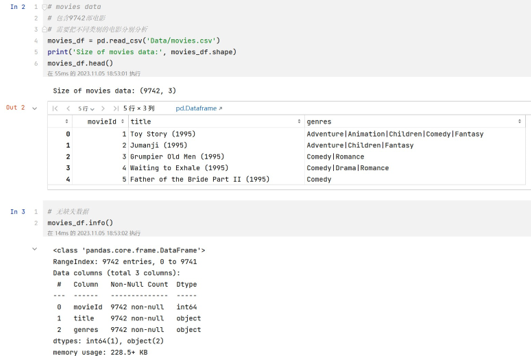 In 2 1 # movies data
2 # 包含9742部电影
3 # 需要把不同类别的电影分别分析
4 movies_df = pd.read_csv('Data/movies.csv')
5 print('Size of movies data:', movies_df.shape)
6 movies_df.head()
在 55ms 的 2023.11.05 18:53:01 执行
Size of movies data: (9742, 3)
Out 2 5 行 5 行 × 3 列 pd.Dataframe
movieId title genres
0 1 Toy Story (1995) Adventure|Animation|Children|Comedy|Fantasy
1 2 Jumanji (1995) Adventure|Children|Fantasy
2 3 Grumpier Old Men (1995) Comedy|Romance
3 4 Waiting to Exhale (1995) Comedy|Drama|Romance
4 5 Father of the Bride Part II (1995) Comedy
In 3 1 # 无缺失数据
2 movies_df.info()
在 14ms 的 2023.11.05 18:53:02 执行
<class 'pandas.core.frame.DataFrame'>
RangeIndex: 9742 entries, 0 to 9741
Data columns (total 3 columns):
# Column Non-Null Count Dtype
--- ------ -------------- -----
0 movieId 9742 non-null int64
1 title 9742 non-null object
2 genres 9742 non-null object
dtypes: int64(1), object(2)
memory usage: 228.5+ KB